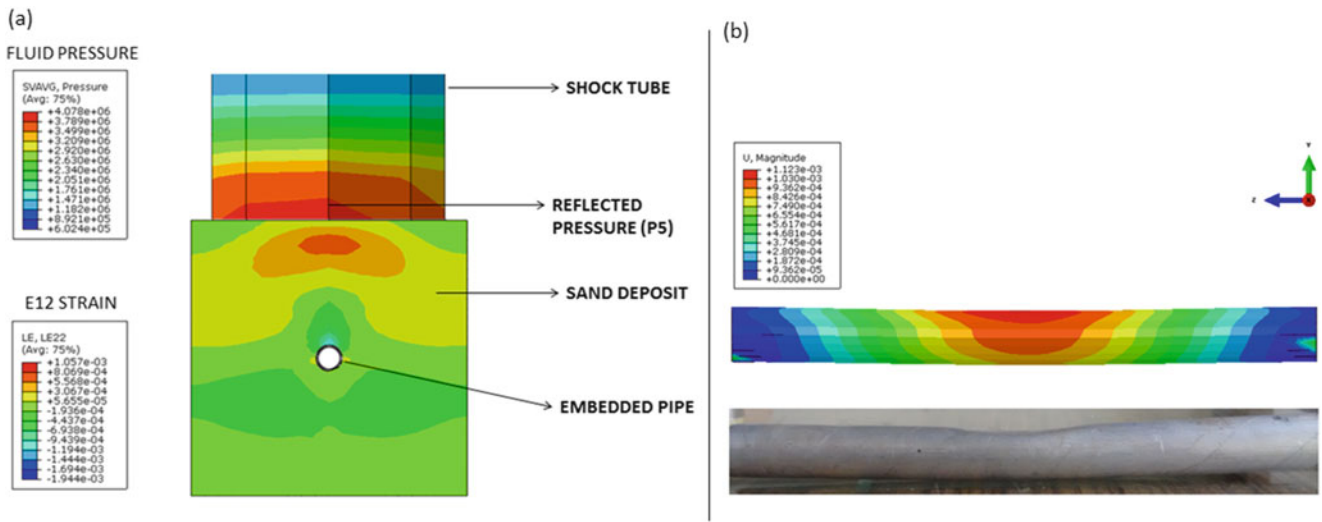 (a)
FLUID PRESSURE
SVAVG, Pressure
(Avg: 75%)
+4.078e+06
+3.789e+06
+3.499e+06
+3.209e+06
+2.920e+06
+2.630e+06
+2.340e+06
+2.051e+06
+1.761e+06
+1.471e+06
+1.182e+06
+8.921e+05
+6.024e+05
E12 STRAIN
LE, LE22
(Avg: 75%)
+1.057e-03
+8.069e-04
+5.568e-04
+3.067e-04
+5.655e-05
-1.936e-04
-4.437e-04
-6.938e-04
-9.439e-04
-1.194e-03
-1.444e-03
-1.694e-03
-1.944e-03
SHOCK TUBE
REFLECTED
PRESSURE (P5)
SAND DEPOSIT
EMBEDDED PIPE
(b)
U, Magnitude
+1.123e-03
+1.030e-03
+9.362e-04
+8.426e-04
+7.490e-04
+6.554e-04
+5.617e-04
+4.681e-04
+3.745e-04
+2.809e-04
+1.872e-04
+9.362e-05
+0.000e+00
Y
Z
X